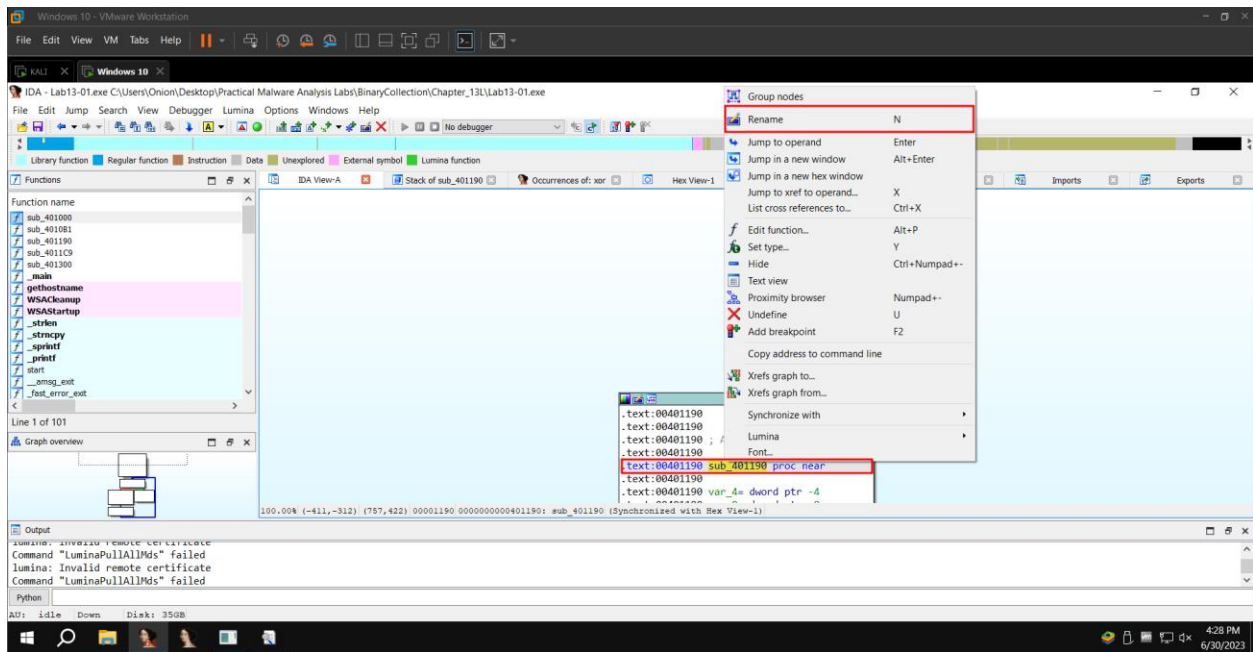 Windows 10 - VMware Workstation
File Edit View VM Tabs Help
KALI Windows 10
IDA - Lab13-01.exe C:\Users\Onion\Desktop\Practical Malware Analysis Labs\BinaryCollection\Chapter_13L\Lab13-01.exe
File Edit Jump Search View Debugger Lumina Options Windows Help
No debugger
Library function Regular function Instruction Data Unexplored External symbol Lumina function
Functions
IDA View-A Stack of sub_401190 Occurrences of: xor Hex View-1 Imports Exports
Function name
sub_401000
sub_4010B1
sub_401190
sub_4011C9
sub_401300
_main
gethostname
WSACleanup
WSAStartup
_strlen
_strncpy
_sprintf
_printf
start
__amsg_exit
_fast_error_exit
Line 1 of 101
Graph overview
Group nodes
Rename N
Jump to operand Enter
Jump in a new window Alt+Enter
Jump in a new hex window
Jump to xref to operand... X
List cross references to... Ctrl+X
Edit function... Alt+P
Set type... Y
Hide Ctrl+Numpad+-
Text view
Proximity browser Numpad+-
Undefine U
Add breakpoint F2
Copy address to command line
Xrefs graph to...
Xrefs graph from...
Synchronize with
Lumina
Font...
.text:00401190
.text:00401190
.text:00401190 ;
.text:00401190
.text:00401190 sub_401190 proc near
.text:00401190
.text:00401190 var_4= dword ptr -4
100.00% (-411,-312) (757,422) 00001190 0000000000401190: sub_401190 (Synchronized with Hex View-1)
Output
lumina: Invalid remote certificate
Command "LuminaPullAllMds" failed
lumina: Invalid remote certificate
Command "LuminaPullAllMds" failed
Python
AU: idle Down Disk: 35GB
4:28 PM
6/30/2023